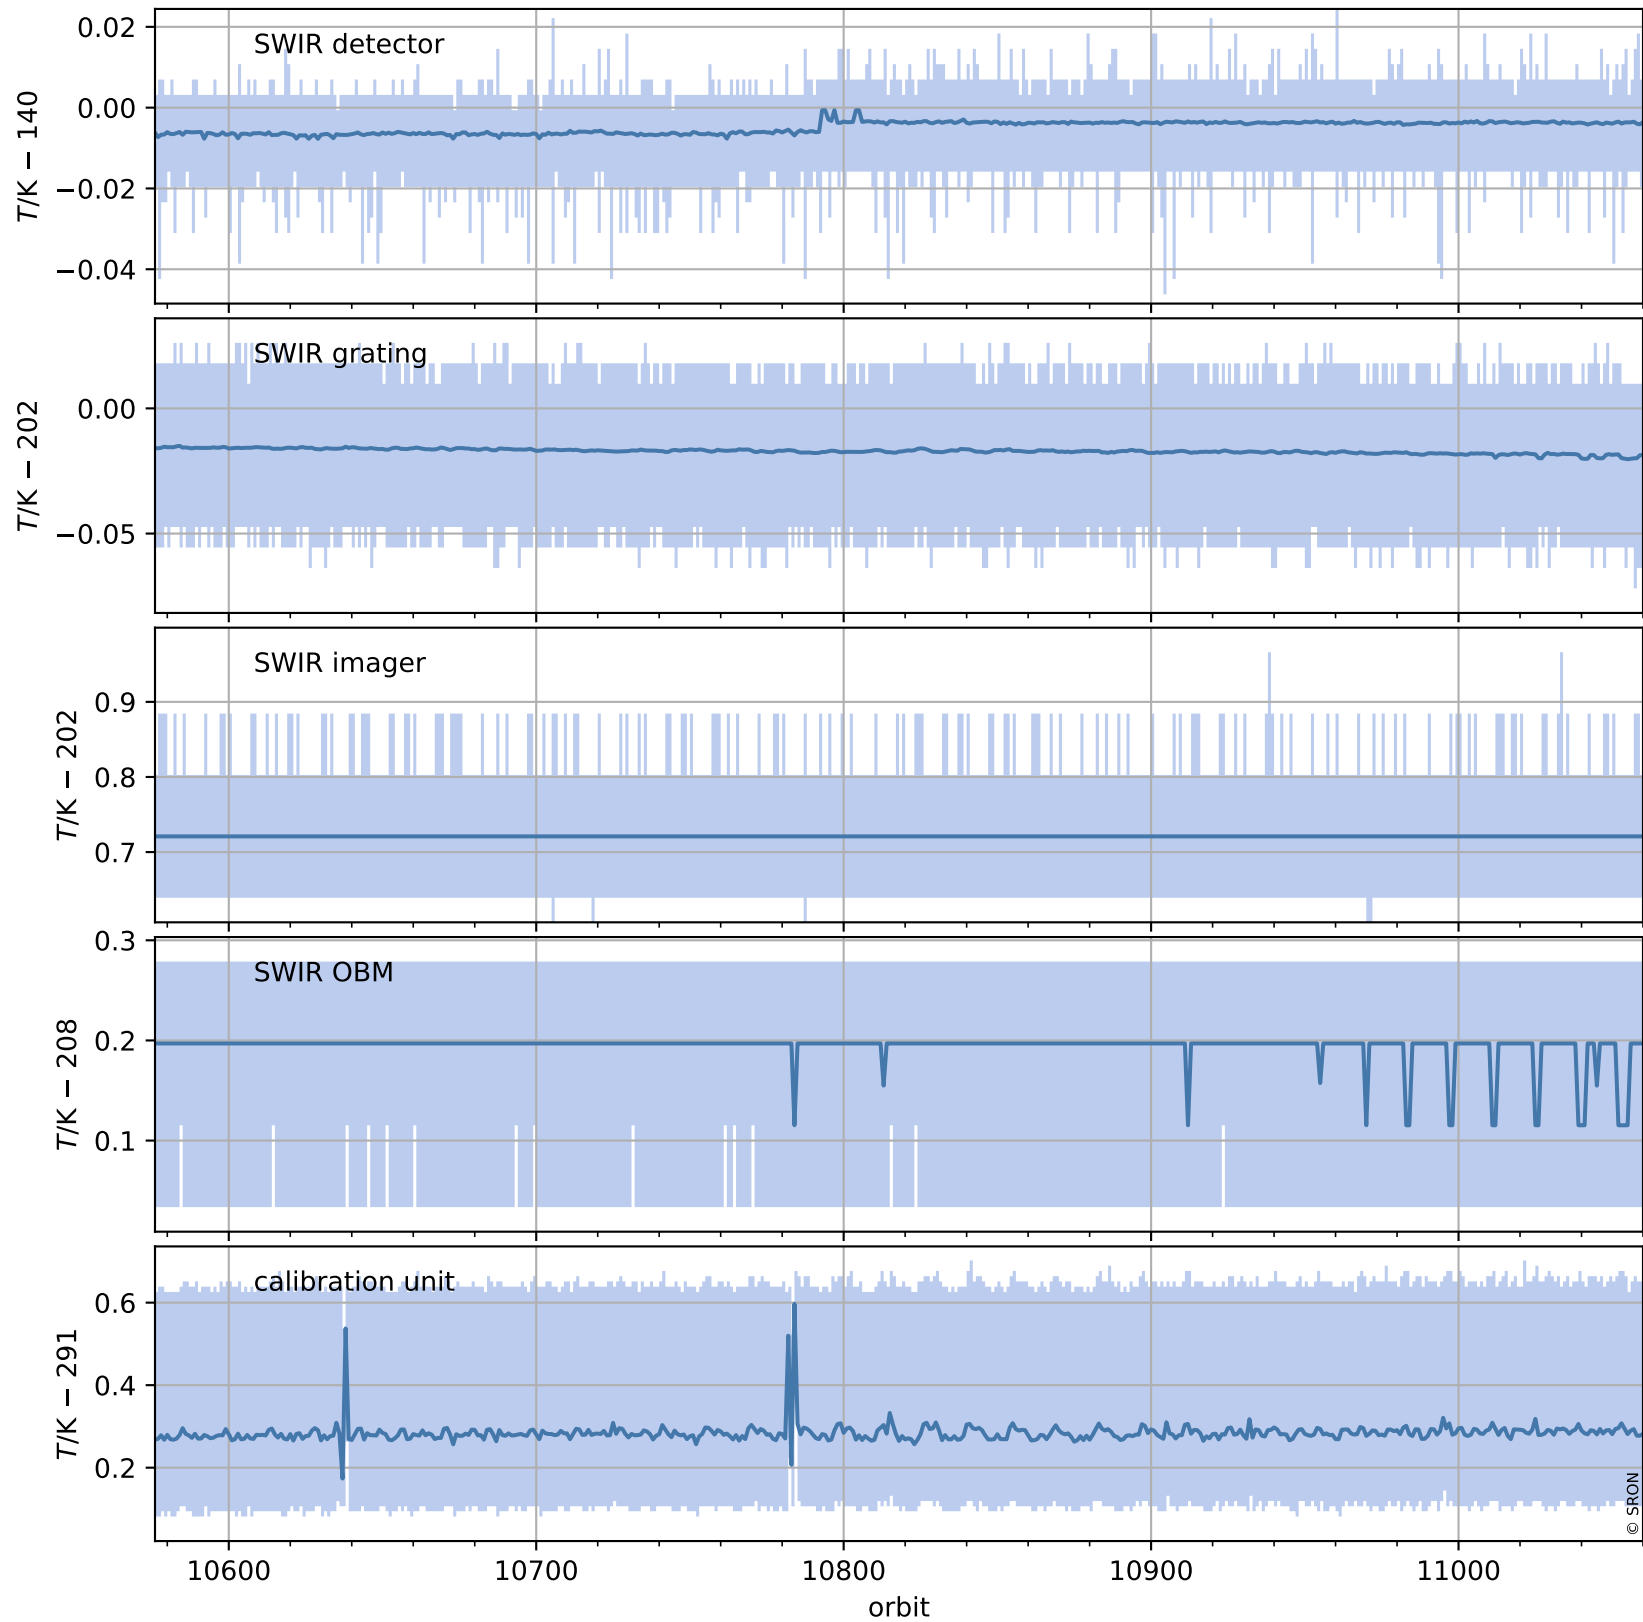 SWIR detector
0.02
0.00
−0.02
−0.04
T/K − 140
SWIR grating
0.00
−0.05
T/K − 202
SWIR imager
0.9
0.8
0.7
T/K − 202
SWIR OBM
0.3
0.2
0.1
T/K − 208
calibration unit
0.6
0.4
0.2
T/K − 291
© SRON
10600 10700 10800 10900 11000
orbit